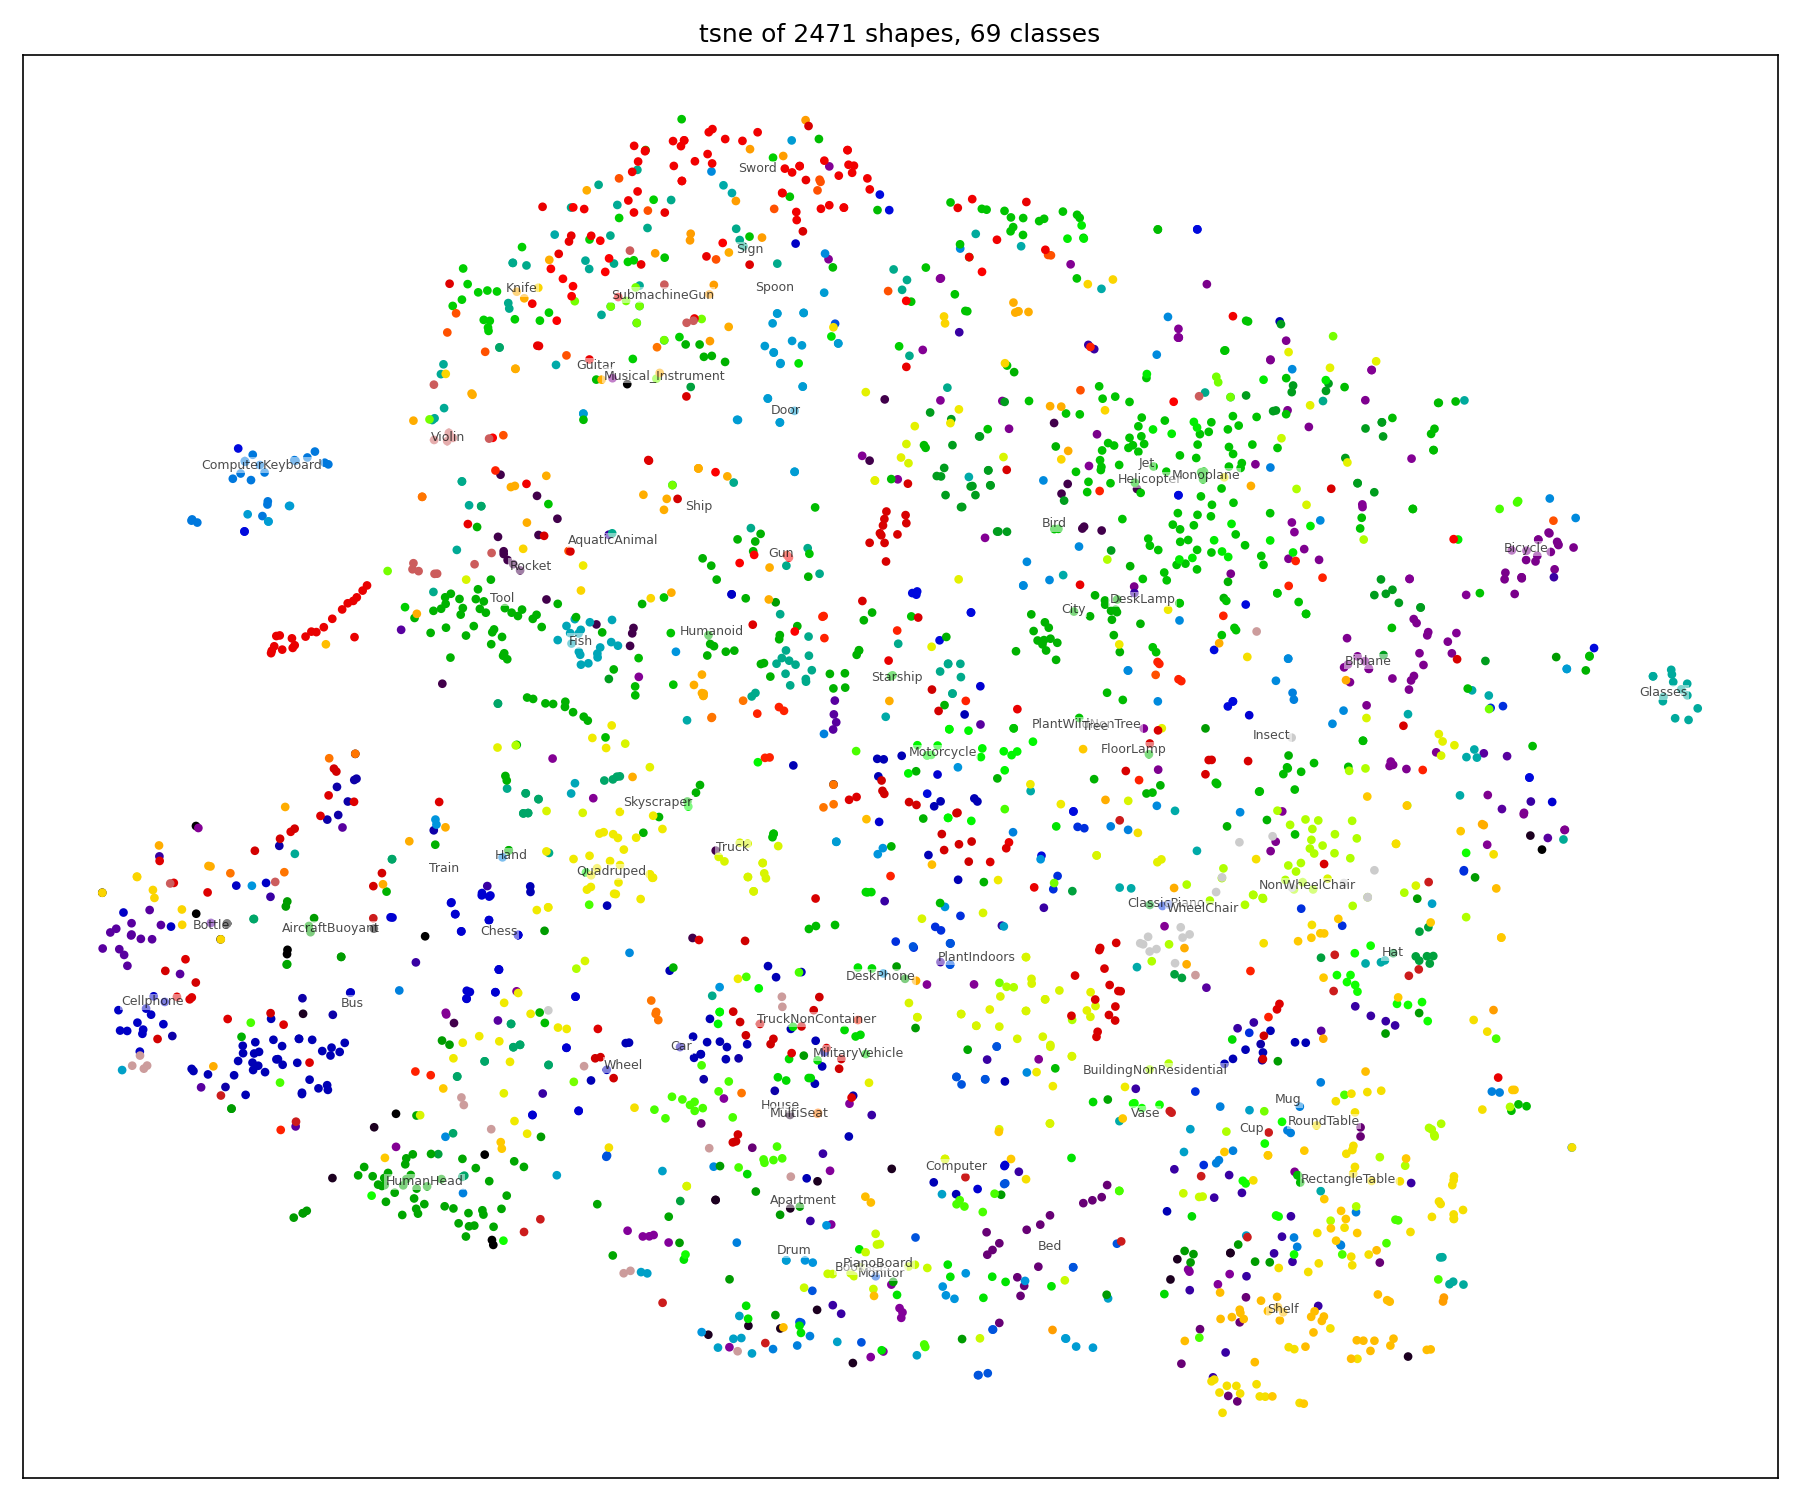 tsne of 2471 shapes, 69 classes
Sword
Sign
Spoon
Knife
SubmachineGun
Guitar
Musical_Instrument
Door
Violin
ComputerKeyboard
Jet
Helicopter
Monoplane
Ship
Bird
AquaticAnimal
Gun
Bicycle
Rocket
Tool
DeskLamp
City
Fish
Humanoid
Biplane
Starship
Glasses
PlantWildNonTree
Tree
Insect
Motorcycle
FloorLamp
Skyscraper
Truck
Hand
Train
Quadruped
NonWheelChair
ClassicPiano
WheelChair
Bottle
AircraftBuoyant
Chess
Hat
PlantIndoors
DeskPhone
Cellphone
Bus
TruckNonContainer
Car
MilitaryVehicle
Wheel
BuildingNonResidential
Mug
House
MultiSeat
Vase
RoundTable
Cup
Computer
HumanHead
RectangleTable
Apartment
Drum
Bed
PianoBoard
Monitor
Shelf